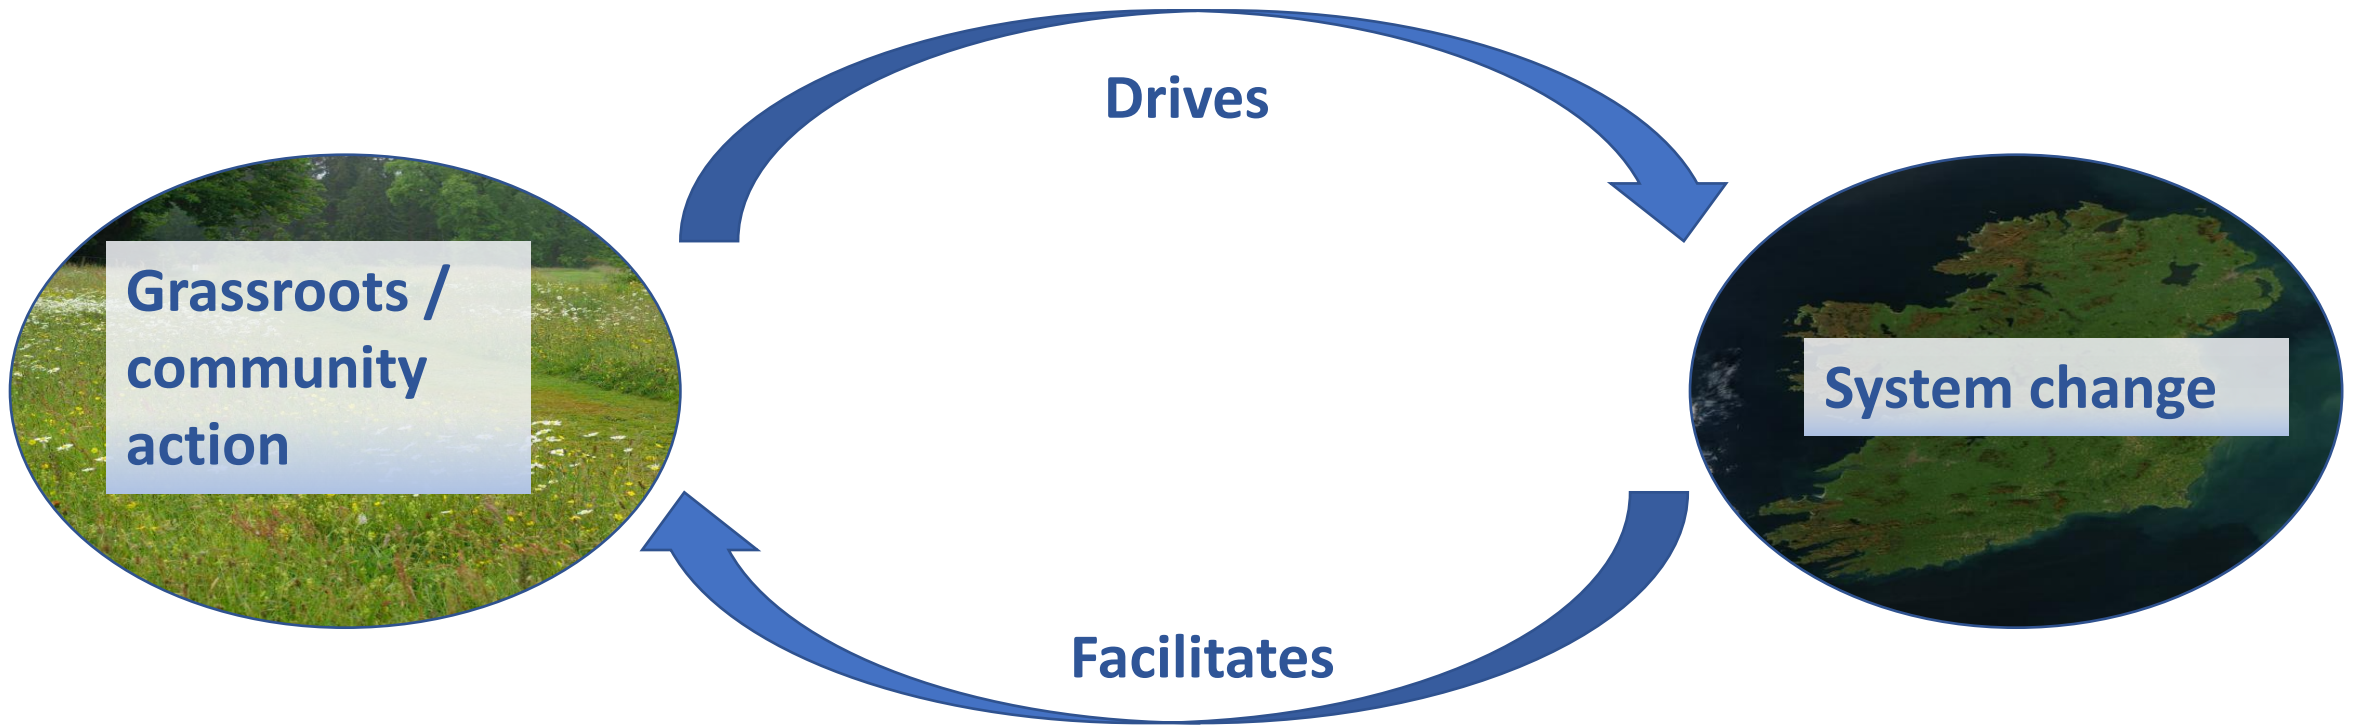 Drives
Grassroots /
community
action
System change
Facilitates